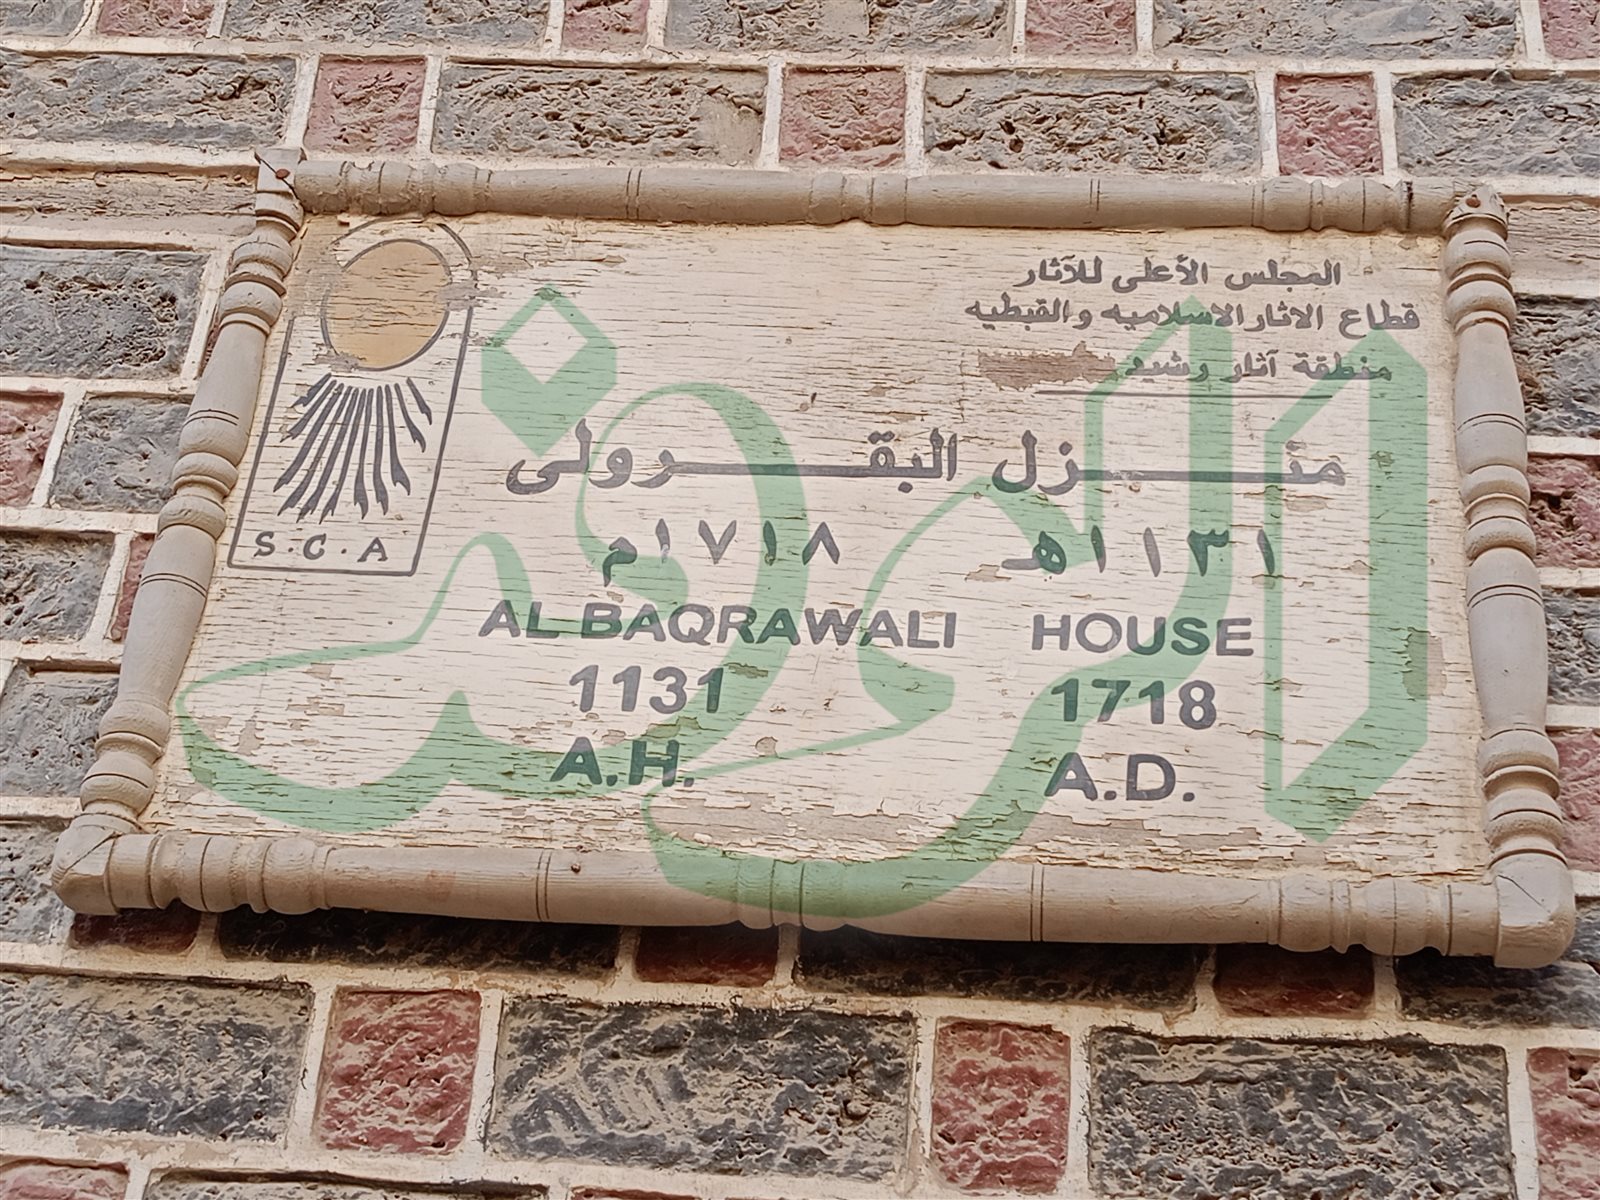 المجلس الأعلى للآثار
قطاع الاثار الاسلاميه والقبطيه
منطقة آثار رشيد
S.C.A
منزل البقرولى
١١٣١هـ ١٧١٨م
AL BAQRAWALI HOUSE
1131 1718
A.H. A.D.
الوفد